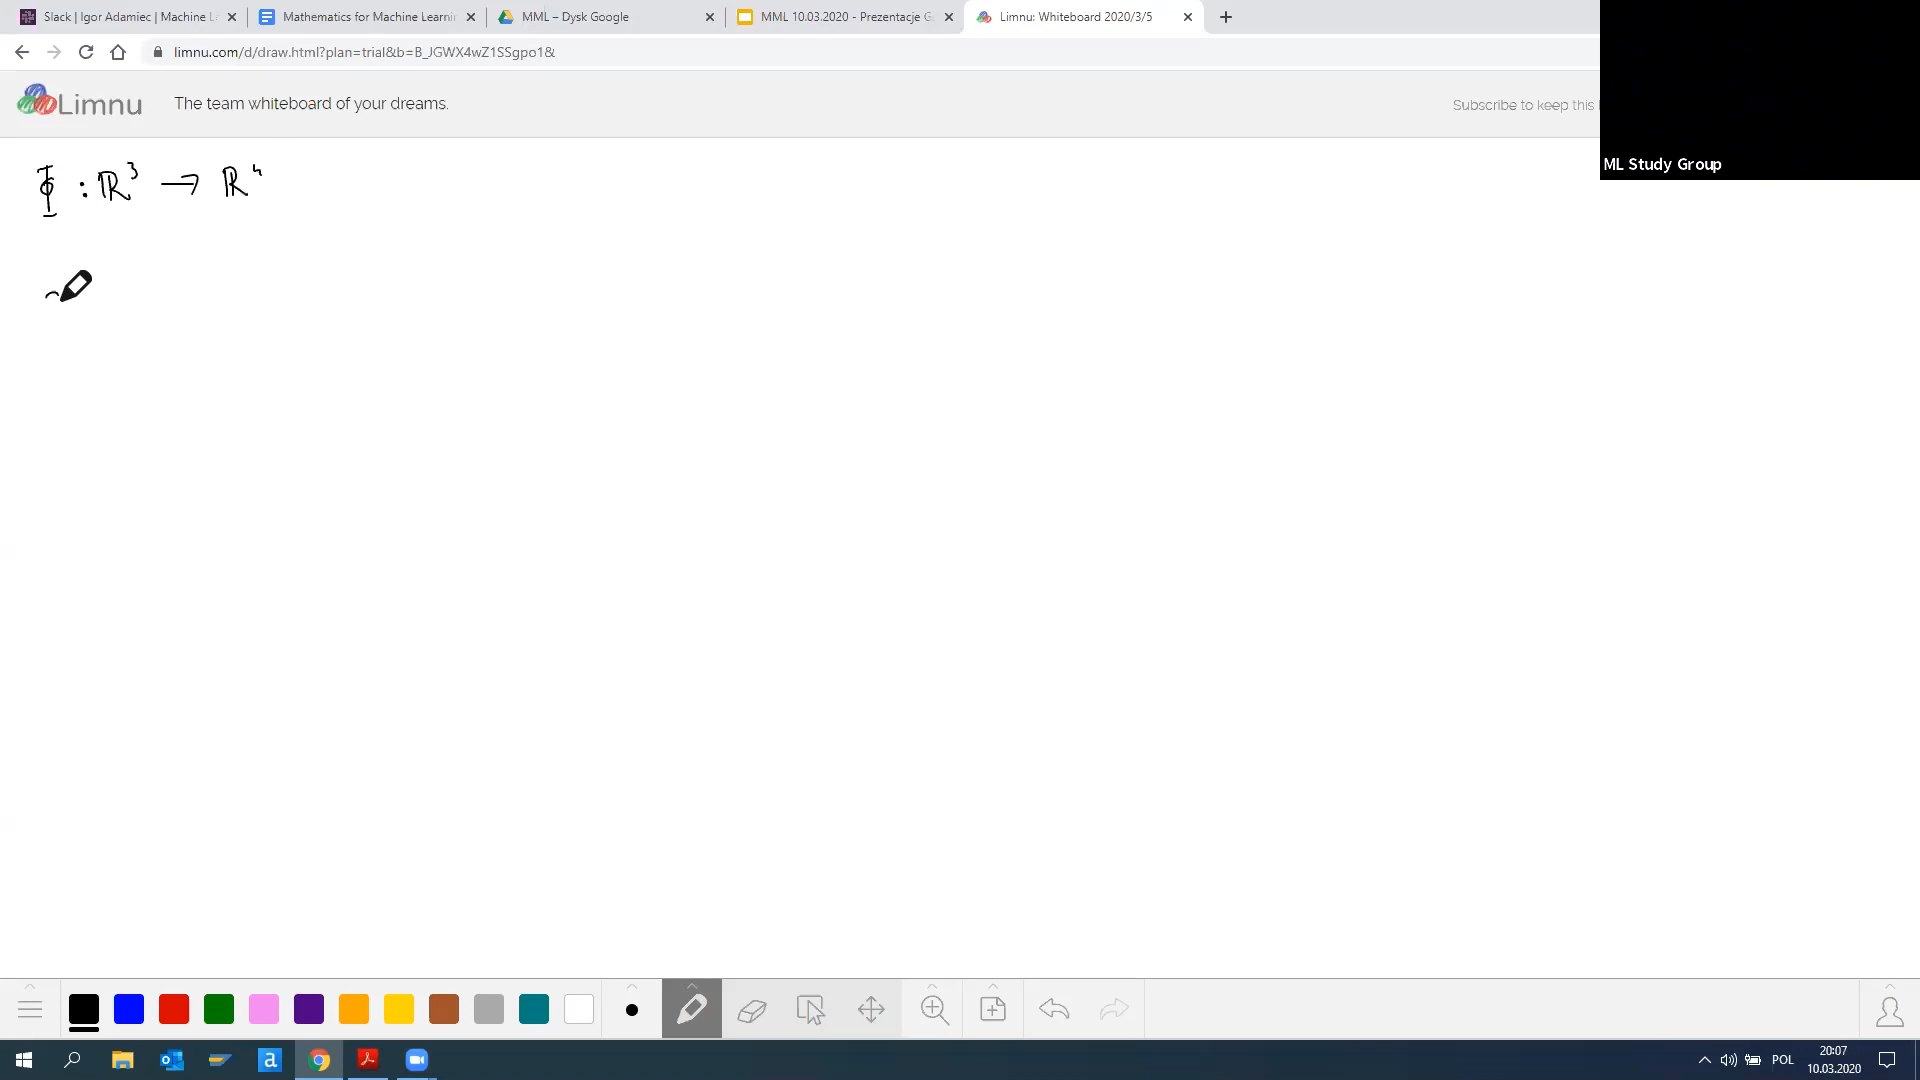 Slack | Igor Adamiec | Machine L
Mathematics for Machine Learnin
MML – Dysk Google
MML 10.03.2020 - Prezentacje G
Limnu: Whiteboard 2020/3/5
limnu.com/d/draw.html?plan=trial&b=B_JGWX4wZ1SSgpo1&
Limnu
The team whiteboard of your dreams.
Subscribe to keep this
ML Study Group
Φ : ℝ³ → ℝ⁴
POL
20:07
10.03.2020